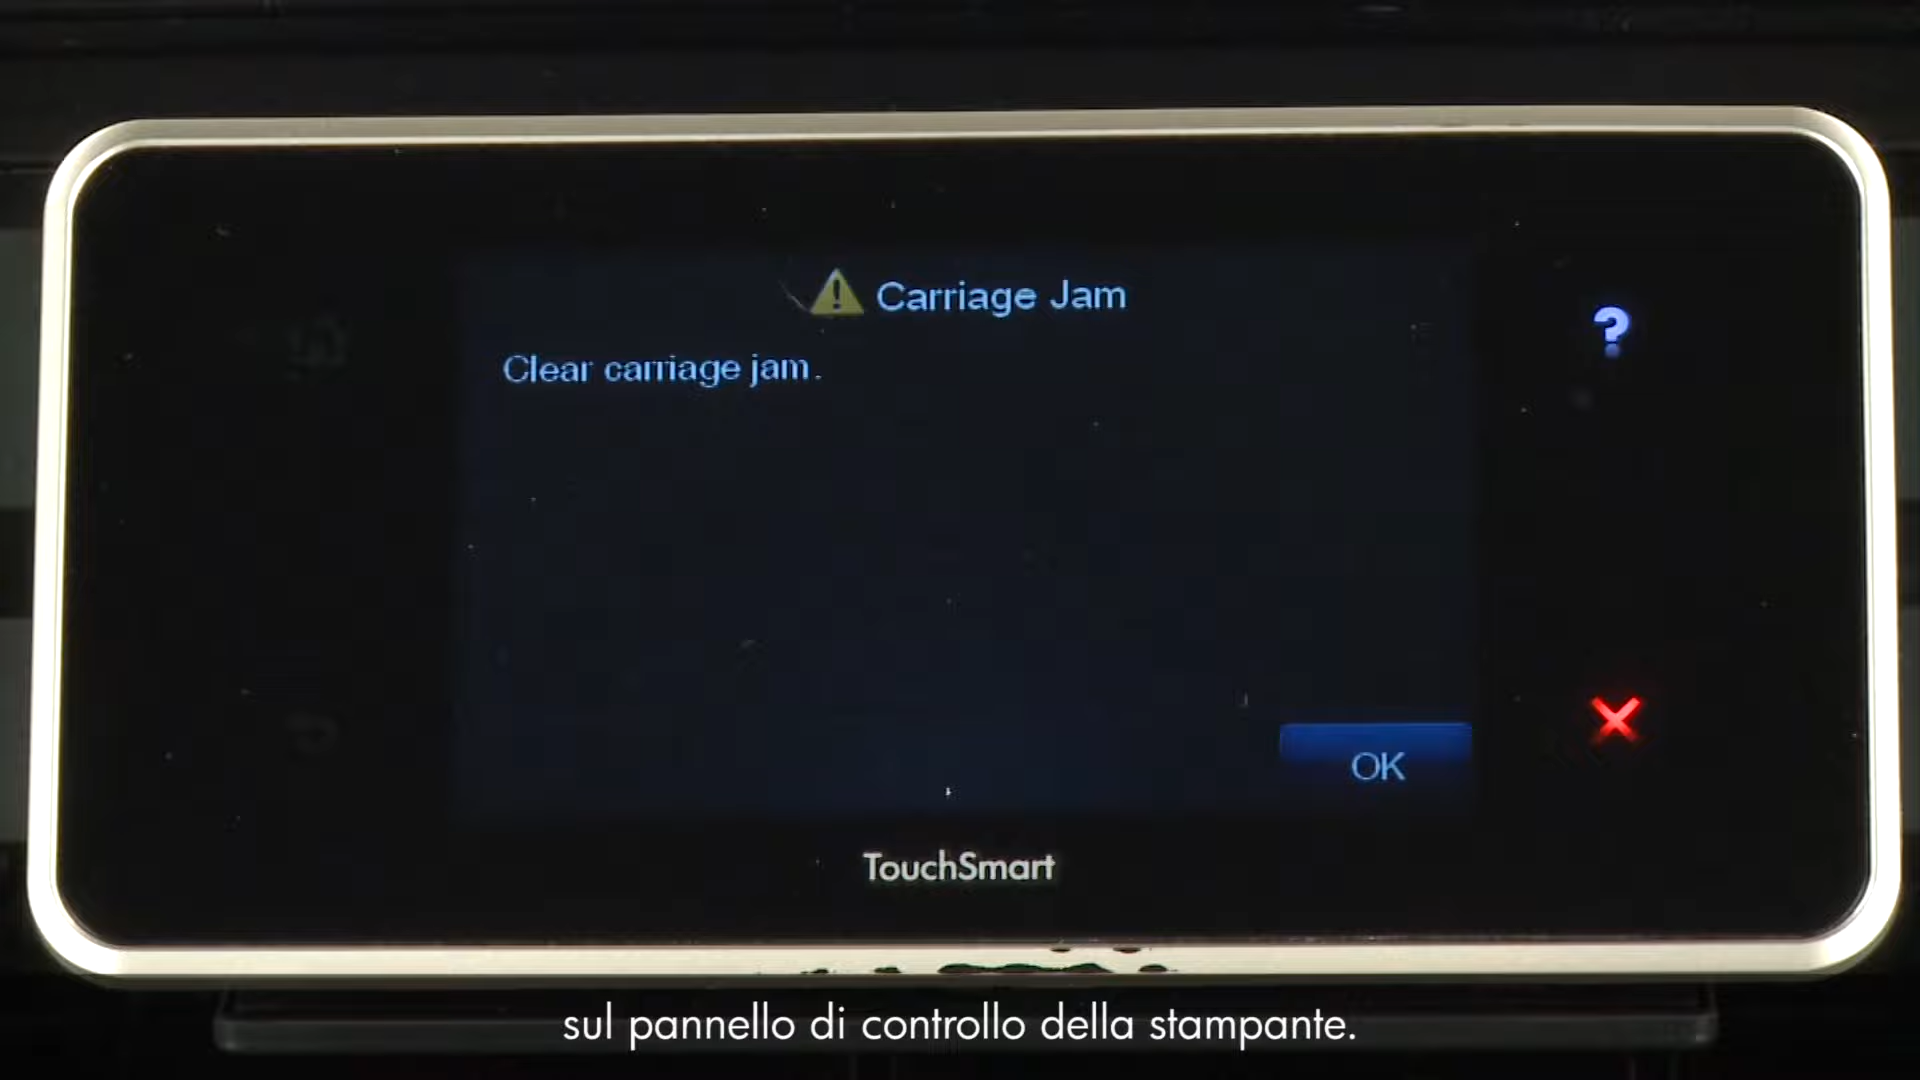 Carriage Jam
Clear carriage jam.
?
OK
TouchSmart
sul pannello di controllo della stampante.